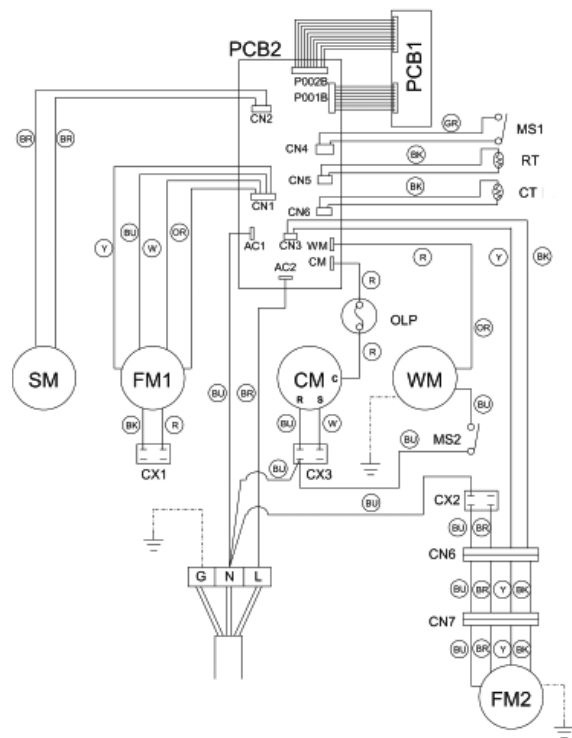 PCB2
PCB1
P002B
P001B
CN2
GR
MS1
BR
BR
CN4
BK
RT
CN5
BK
CT
CN6
CN1
Y
BU
W
OR
AC1
CN3
WM
CM
AC2
R
Y
BK
R
OLP
R
OR
SM
FM1
CM
C
R
S
WM
BU
BR
BK
R
BU
W
BU
BU
MS2
CX1
CX3
BU
BU
CX2
BU
BR
CN6
G
N
L
BU
BR
Y
BK
CN7
BU
BR
Y
BK
FM2